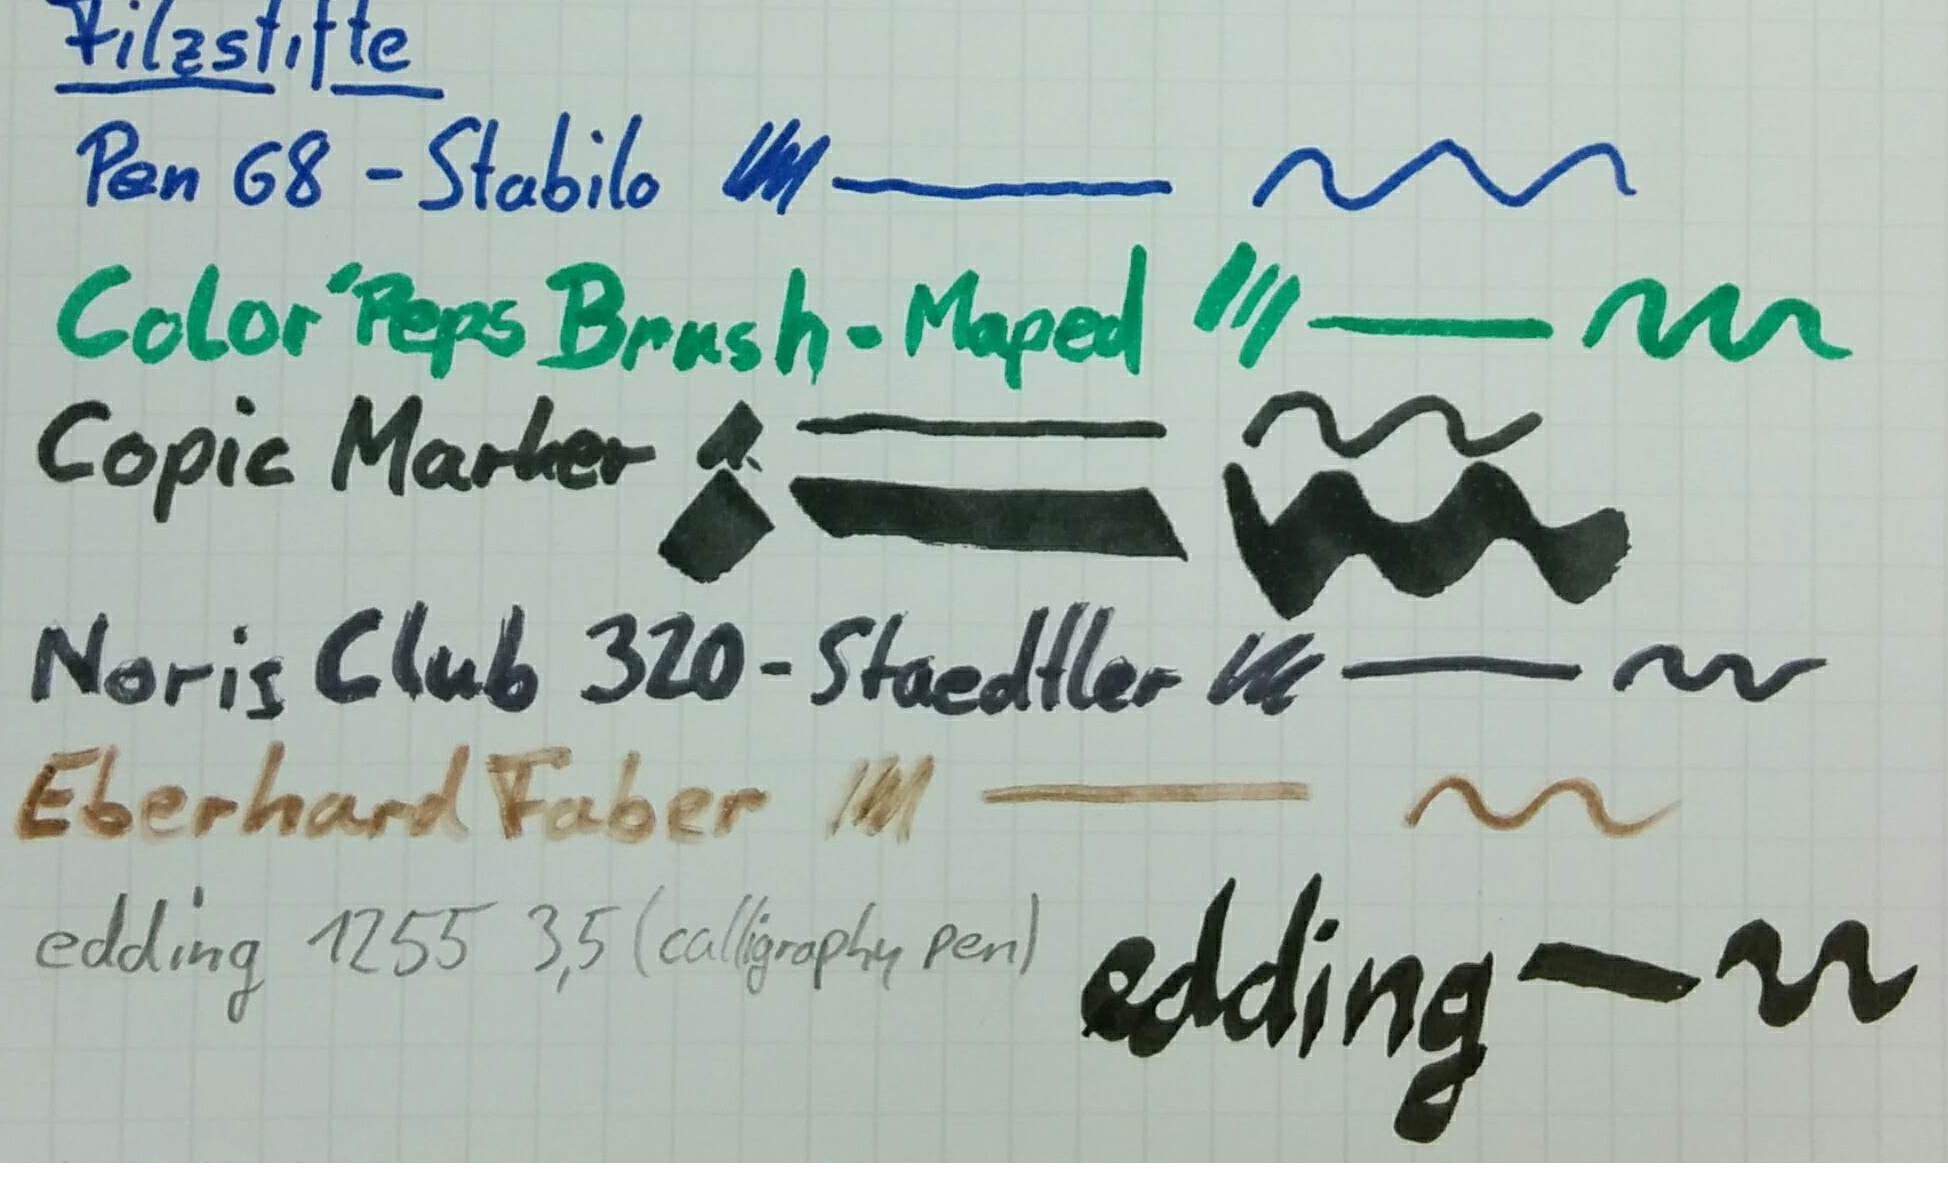 Filzstifte
Pen 68 - Stabilo
Color'Peps Brush - Maped
Copic Marker
Noris Club 320 - Staedtler
Eberhard Faber
edding 1255 3,5 (calligraphy pen) edding